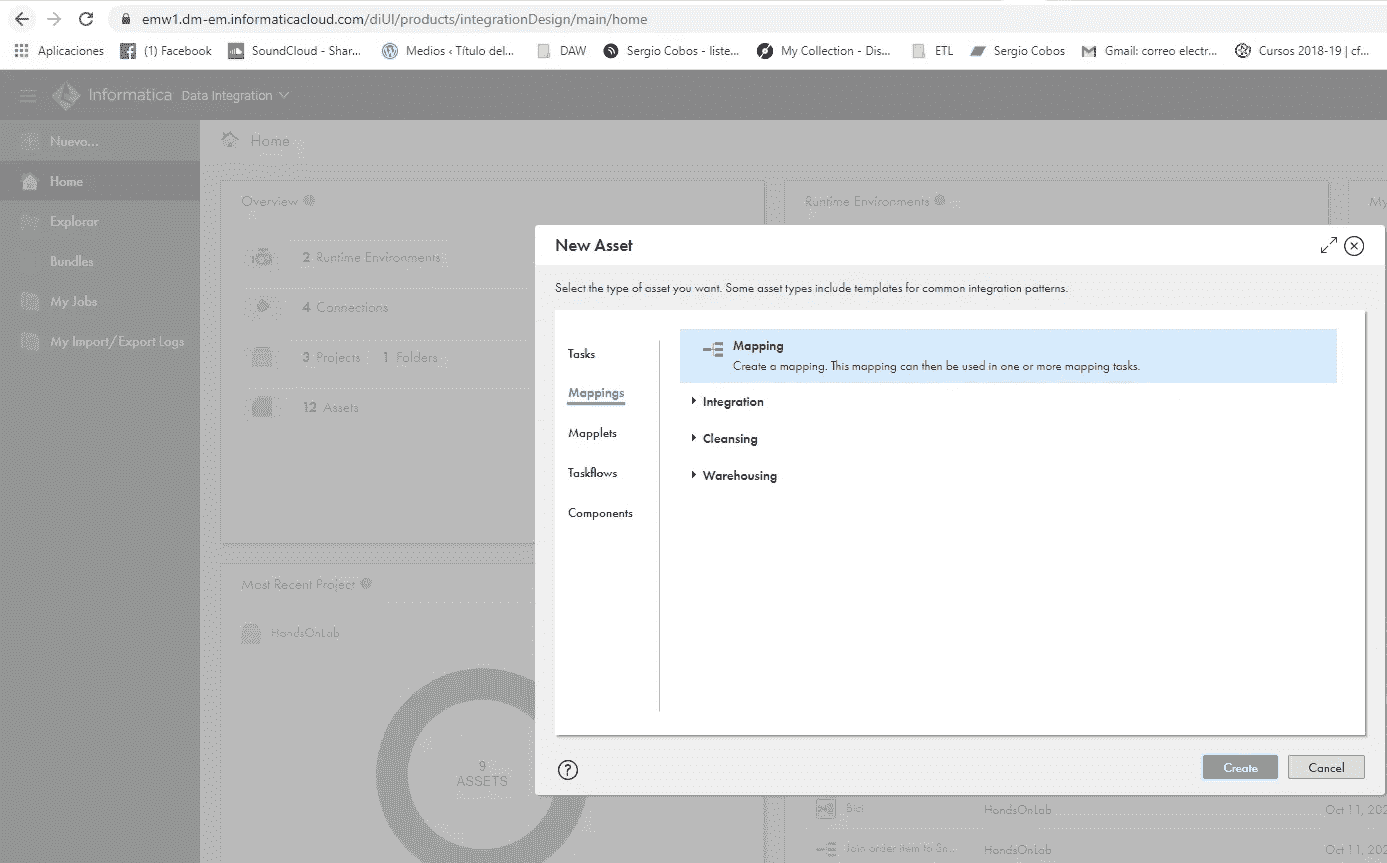 emw1.dm-em.informaticacloud.com/diUI/products/integrationDesign/main/home
Aplicaciones (1) Facebook SoundCloud - Shar... Medios ‹ Título del... DAW Sergio Cobos - liste... My Collection - Dis... ETL Sergio Cobos Gmail: correo electr... Cursos 2018-19 | cf...
Informatica Data Integration
Nuevo...
Home
Explorar
Bundles
My Jobs
My Import/Export Logs
Home
Overview
2 Runtime Environments
4 Connections
3 Projects 1 Folders
12 Assets
Runtime Environments
My
Most Recent Project
HandsOnLab
9
ASSETS
New Asset
Select the type of asset you want. Some asset types include templates for common integration patterns.
Tasks
Mappings
Mapplets
Taskflows
Components
Mapping
Create a mapping. This mapping can then be used in one or more mapping tasks.
Integration
Cleansing
Warehousing
? Create Cancel
Bici HandsOnLab Oct 11, 202
Join order item to Sn... HandsOnLab Oct 11, 202